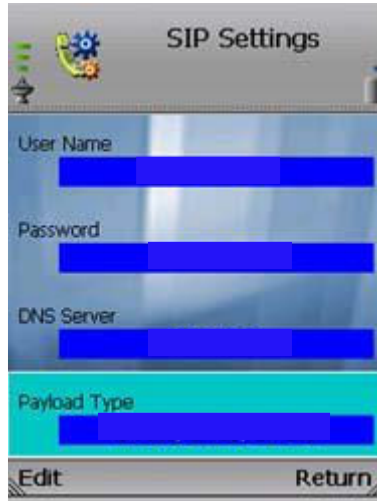 SIP Settings
User Name
Password
DNS Server
Payload Type
Edit Return